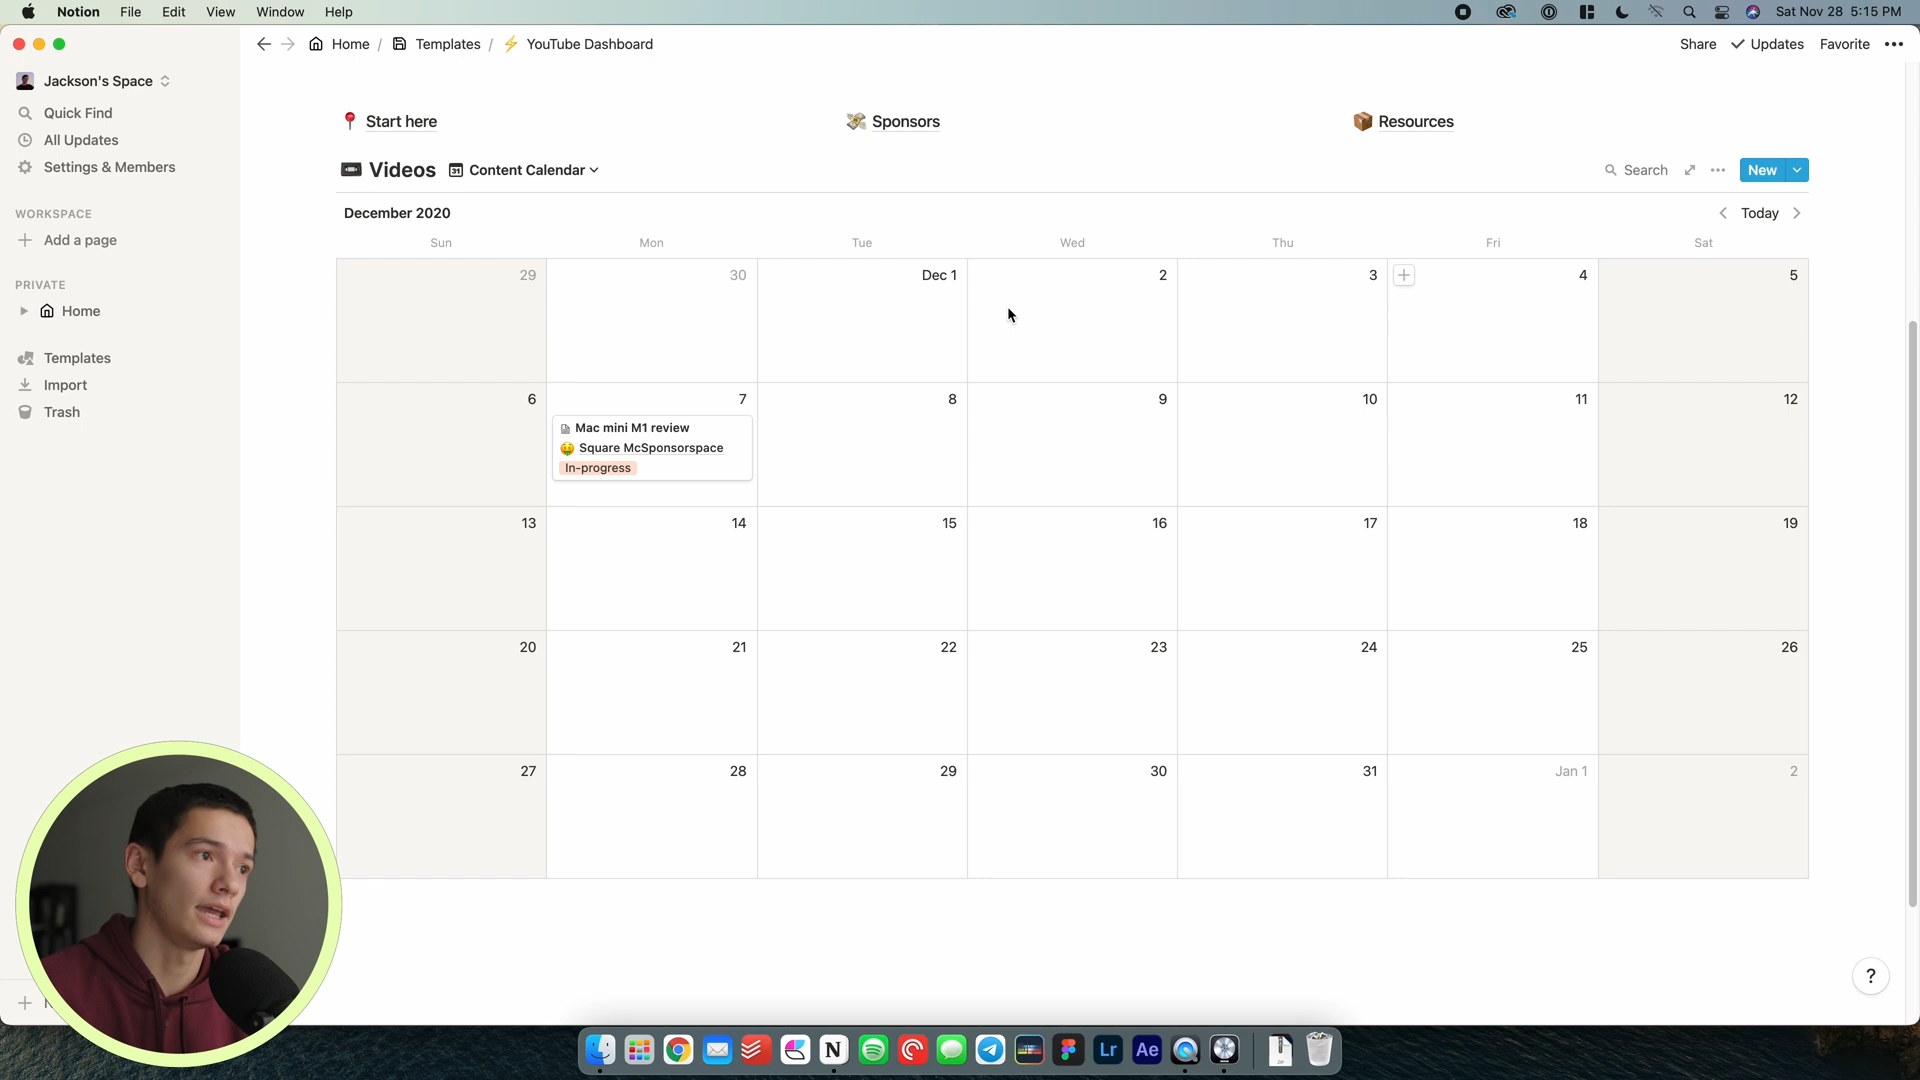 Notion File Edit View Window Help Sat Nov 28 5:15 PM
Home / Templates / YouTube Dashboard Share Updates Favorite
Jackson's Space
Quick Find
All Updates
Settings & Members
WORKSPACE
Add a page
PRIVATE
Home
Templates
Import
Trash
Start here Sponsors Resources
Videos 31 Content Calendar Search New
December 2020 Today
Sun Mon Tue Wed Thu Fri Sat
29 30 Dec 1 2 3 4 5
6 7 8 9 10 11 12
Mac mini M1 review
Square McSponsorspace
In-progress
13 14 15 16 17 18 19
20 21 22 23 24 25 26
27 28 29 30 31 Jan 1 2
?
N Lr Ae ZIP